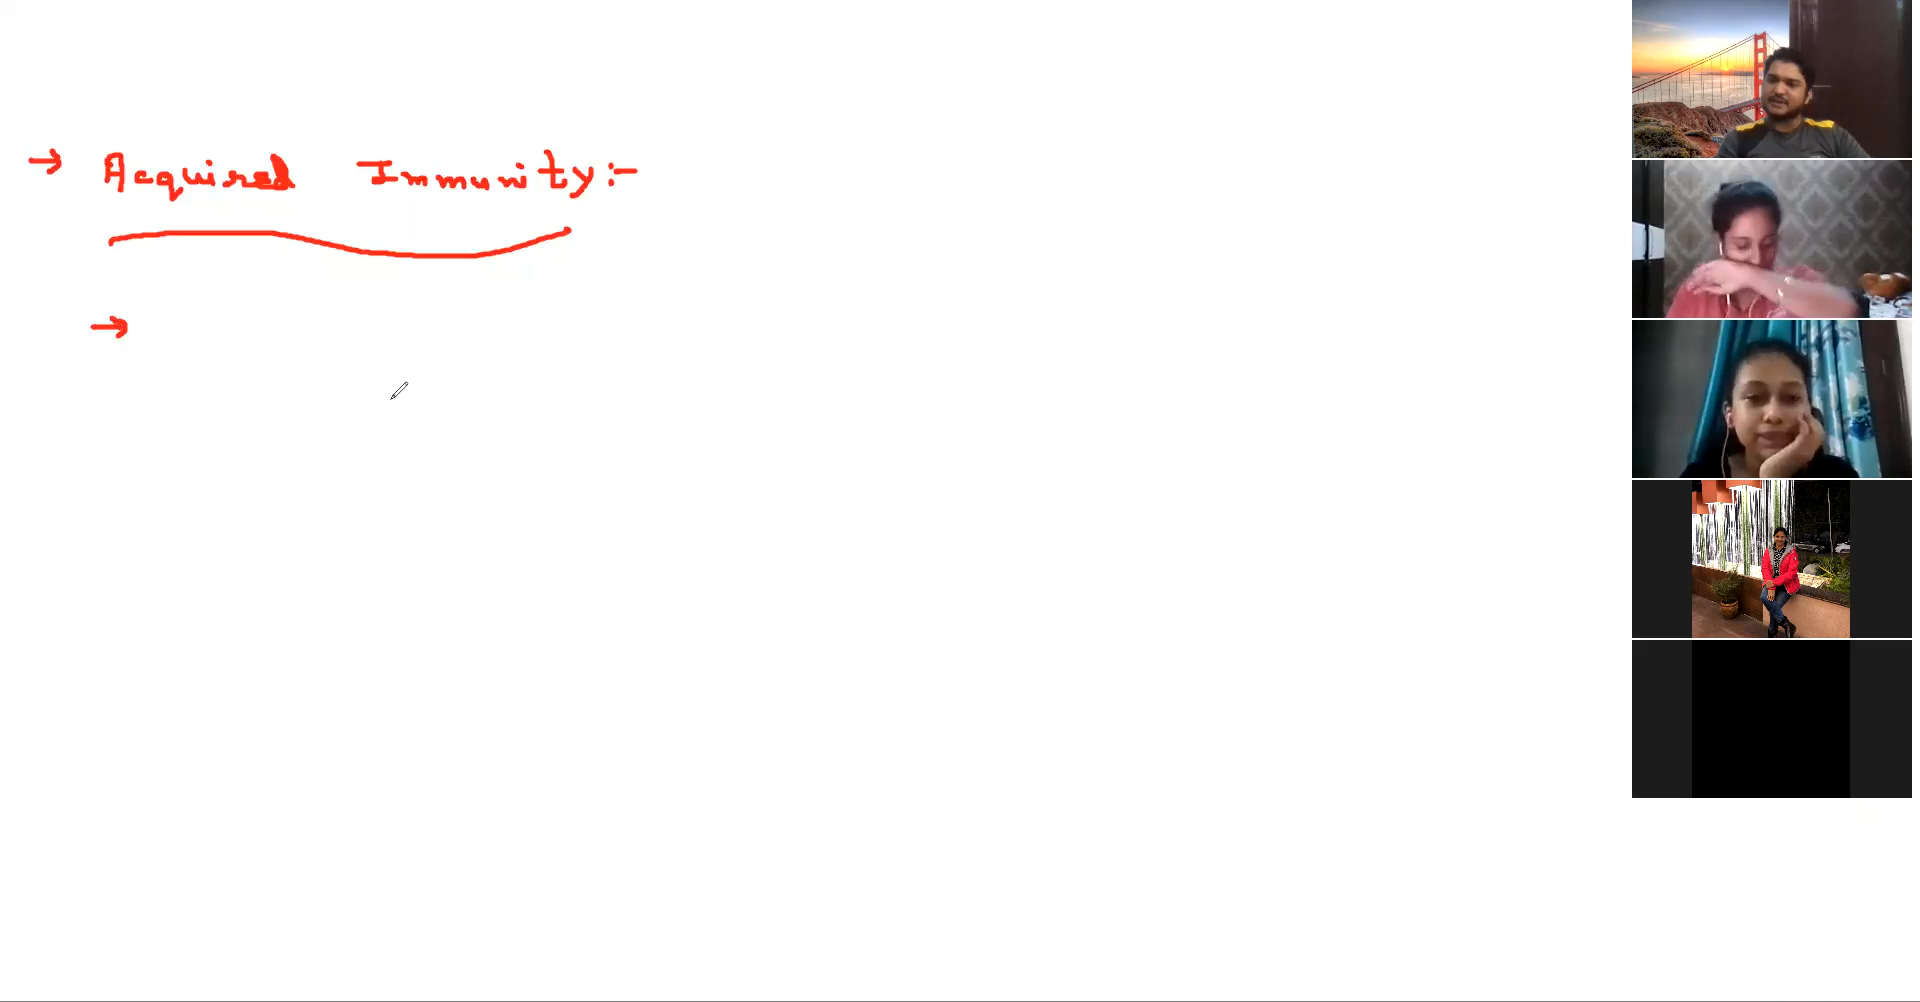 → Acquired Immunity:-
→